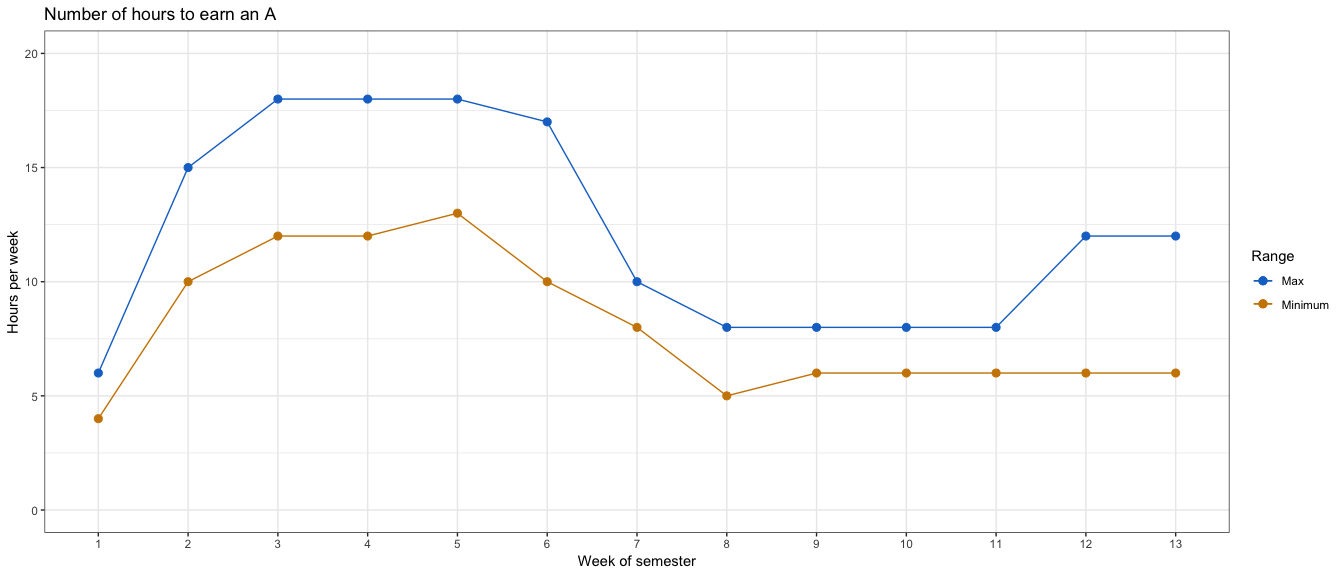 Number of hours to earn an A
20
15
10
5
0
Hours per week
1 2 3 4 5 6 7 8 9 10 11 12 13
Week of semester
Range
Max
Minimum